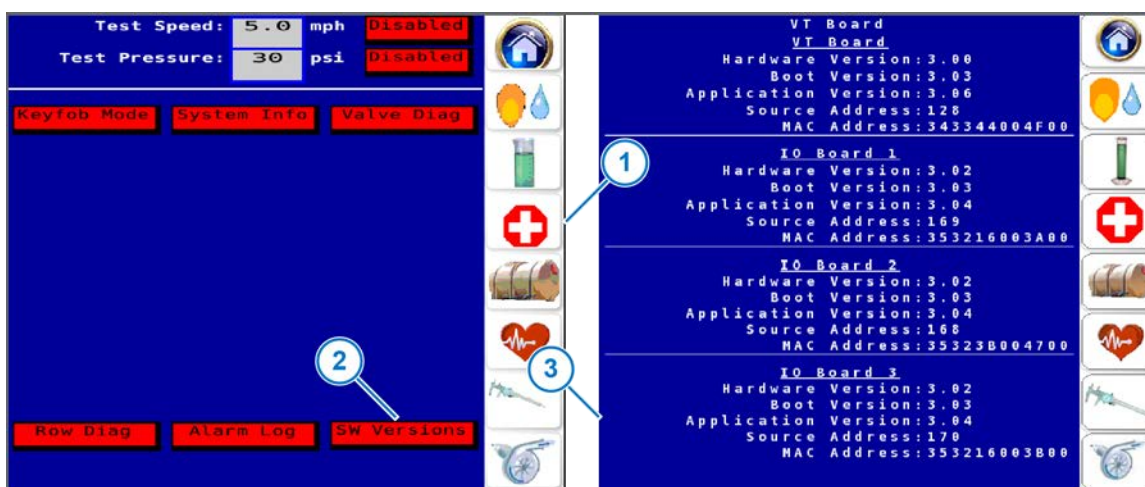 Test Speed: 5.0 mph Disabled
Test Pressure: 30 psi Disabled
Keyfob Mode System Info Valve Diag
Row Diag Alarm Log SW Versions
1
2
3
VT Board
VT Board
Hardware Version:3.00
Boot Version:3.03
Application Version:3.06
Source Address:128
MAC Address:343344004F00
IO Board 1
Hardware Version:3.02
Boot Version:3.03
Application Version:3.04
Source Address:169
MAC Address:353216003A00
IO Board 2
Hardware Version:3.02
Boot Version:3.03
Application Version:3.04
Source Address:168
MAC Address:35323B004700
IO Board 3
Hardware Version:3.02
Boot Version:3.03
Application Version:3.04
Source Address:170
MAC Address:353216003B00